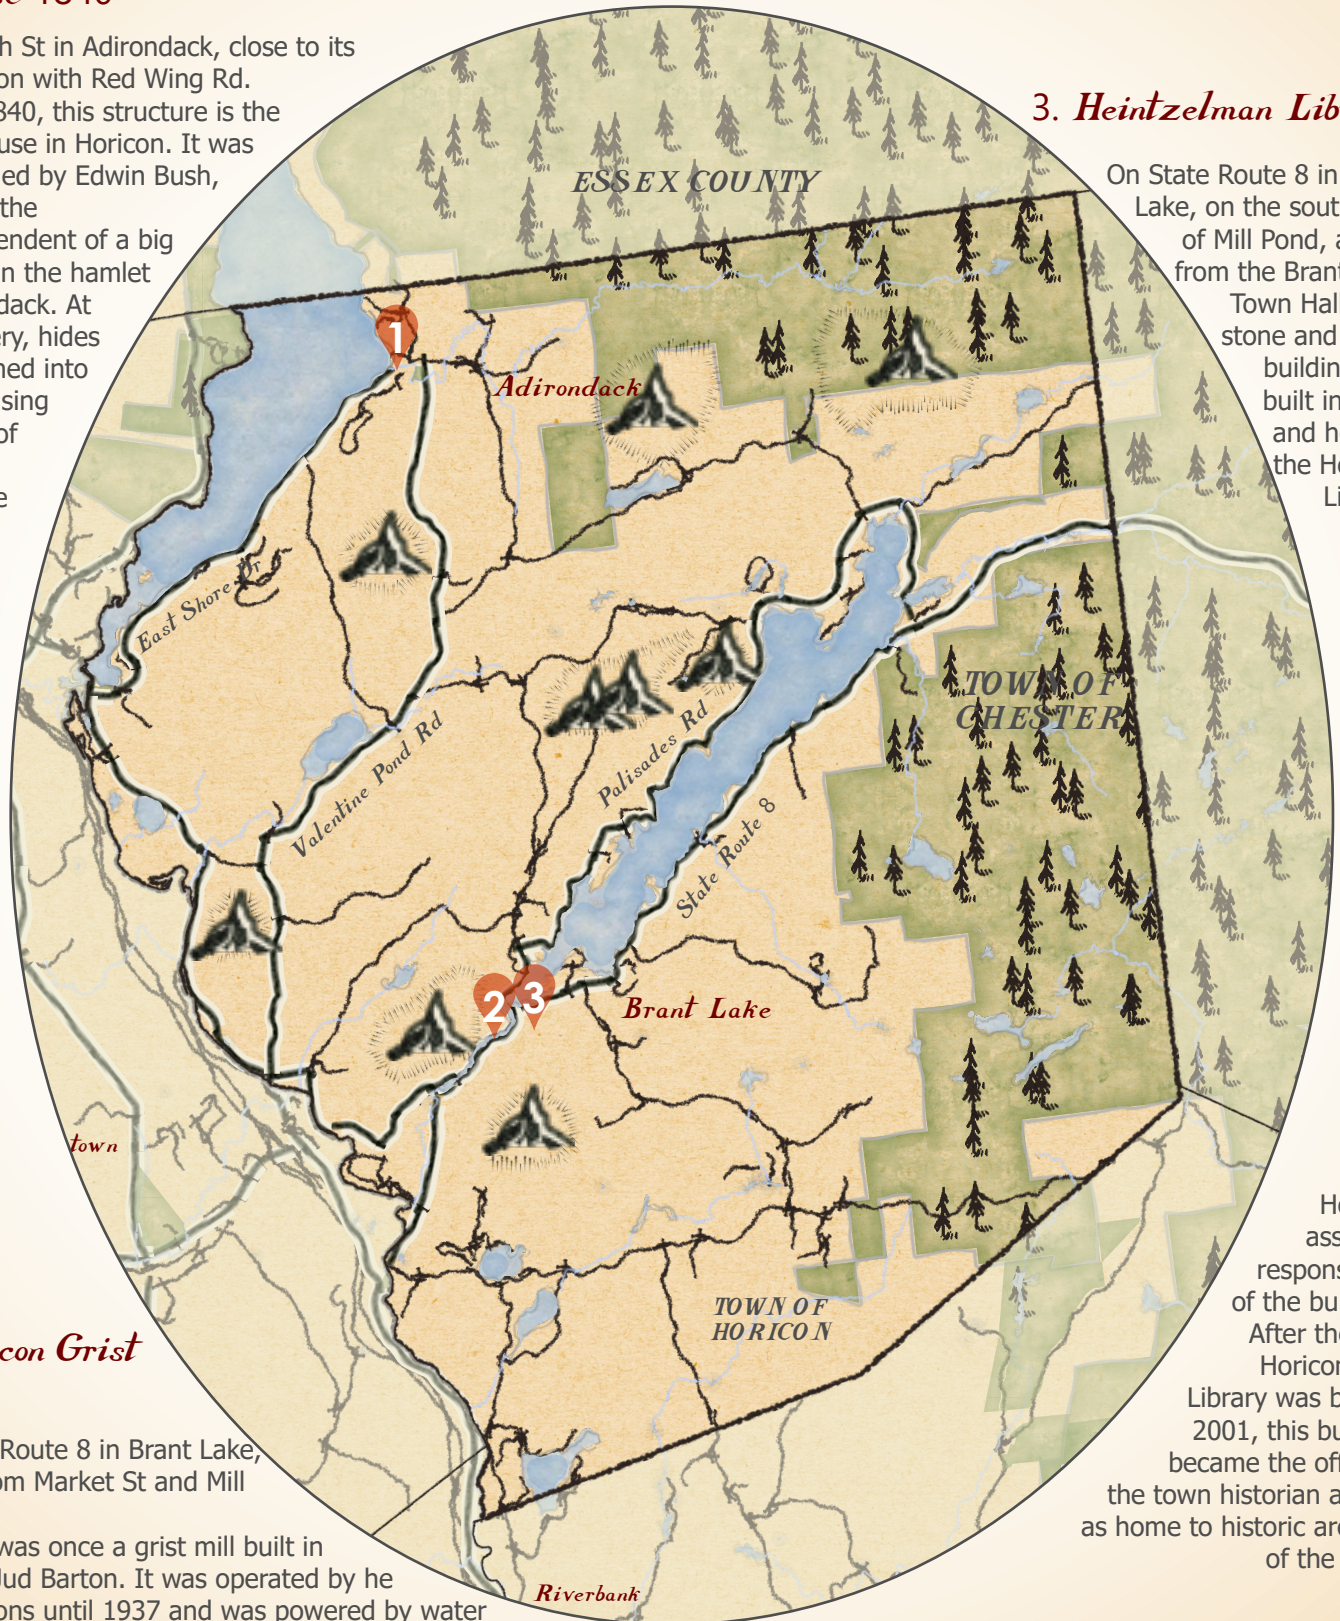 1840
h St in Adirondack, close to its
on with Red Wing Rd.
840, this structure is the
use in Horicon. It was
ed by Edwin Bush,
the
endent of a big
n the hamlet
dack. At
ery, hides
ned into
sing
of
e
3. Heintzelman Lib
On State Route 8 in
Lake, on the sout
of Mill Pond, a
from the Brant
Town Hal
stone and
building
built in
and h
the H
Li
ESSEX COUNTY
1
Adirondack
East Shore Dr
TOWN OF
CHESTER
Palisades Rd
Valentine Pond Rd
State Route 8
2
3
Brant Lake
town
TOWN OF
HORICON
Riverbank
con Grist
Route 8 in Brant Lake,
om Market St and Mill
was once a grist mill built in
Jud Barton. It was operated by he
ons until 1937 and was powered by water
H
ass
respons
of the bu
After the
Horicon
Library was b
2001, this bu
became the off
the town historian a
as home to historic ar
of the